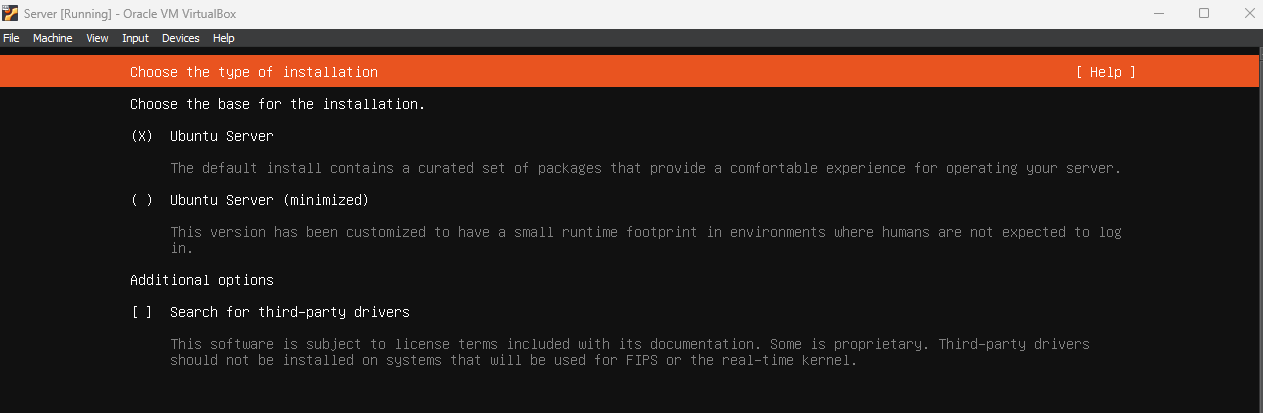 Server [Running] - Oracle VM VirtualBox
File Machine View Input Devices Help
Choose the type of installation [ Help ]
Choose the base for the installation.
(X) Ubuntu Server
The default install contains a curated set of packages that provide a comfortable experience for operating your server.
( ) Ubuntu Server (minimized)
This version has been customized to have a small runtime footprint in environments where humans are not expected to log
in.
Additional options
[ ] Search for third-party drivers
This software is subject to license terms included with its documentation. Some is proprietary. Third-party drivers
should not be installed on systems that will be used for FIPS or the real-time kernel.